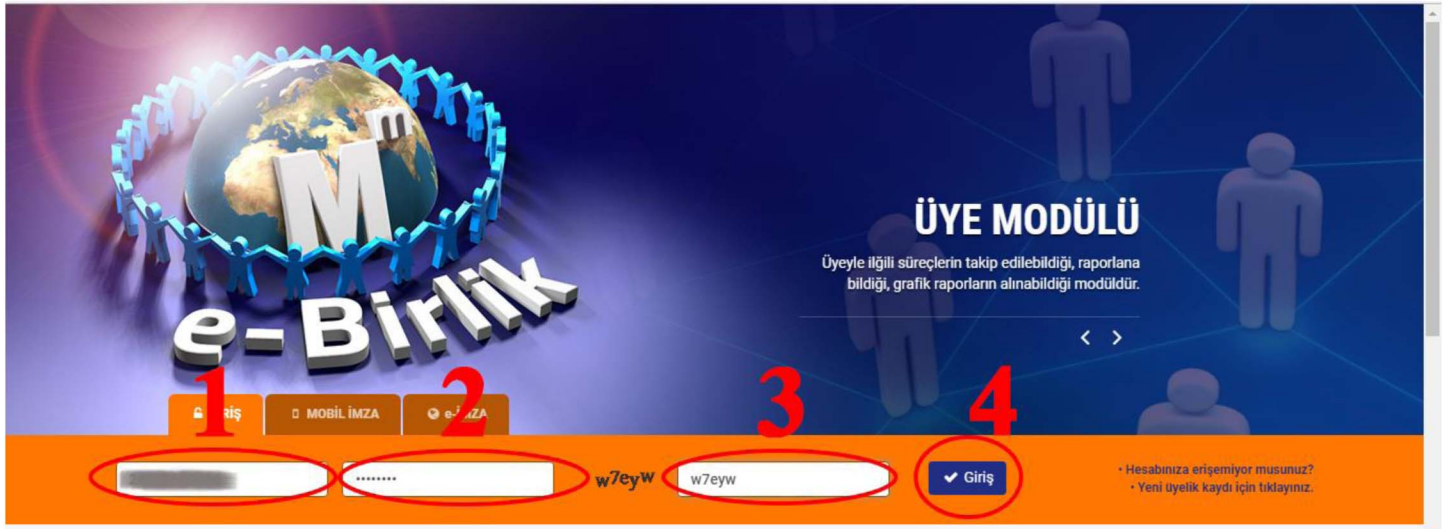 M
m
e-Birlik
ÜYE MODÜLÜ
Üyeyle ilğili süreçlerin takip edilebildiği, raporlana
bildiği, grafik raporların alınabildiği modüldür.
1 2 3 4
MOBİL İMZA
w7eyw w7eyw Giriş
• Hesabınıza erişemiyor musunuz?
• Yeni üyelik kaydı için tıklayınız.